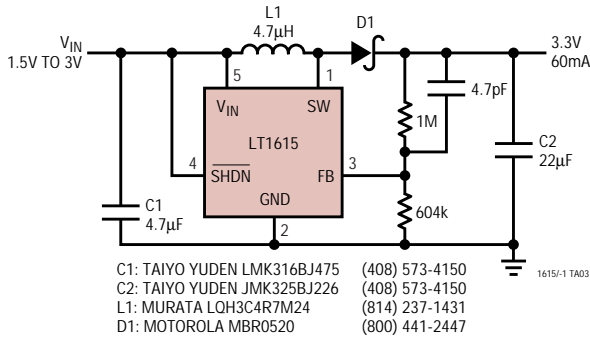 L1
4.7µH
D1
VIN
1.5V TO 3V
3.3V
60mA
5
1
VIN
SW
4.7pF
1M
LT1615
C2
22µF
4
3
SHDN
FB
C1
4.7µF
GND
604k
2
1615/-1 TA03
C1: TAIYO YUDEN LMK316BJ475 (408) 573-4150
C2: TAIYO YUDEN JMK325BJ226 (408) 573-4150
L1: MURATA LQH3C4R7M24 (814) 237-1431
D1: MOTOROLA MBR0520 (800) 441-2447